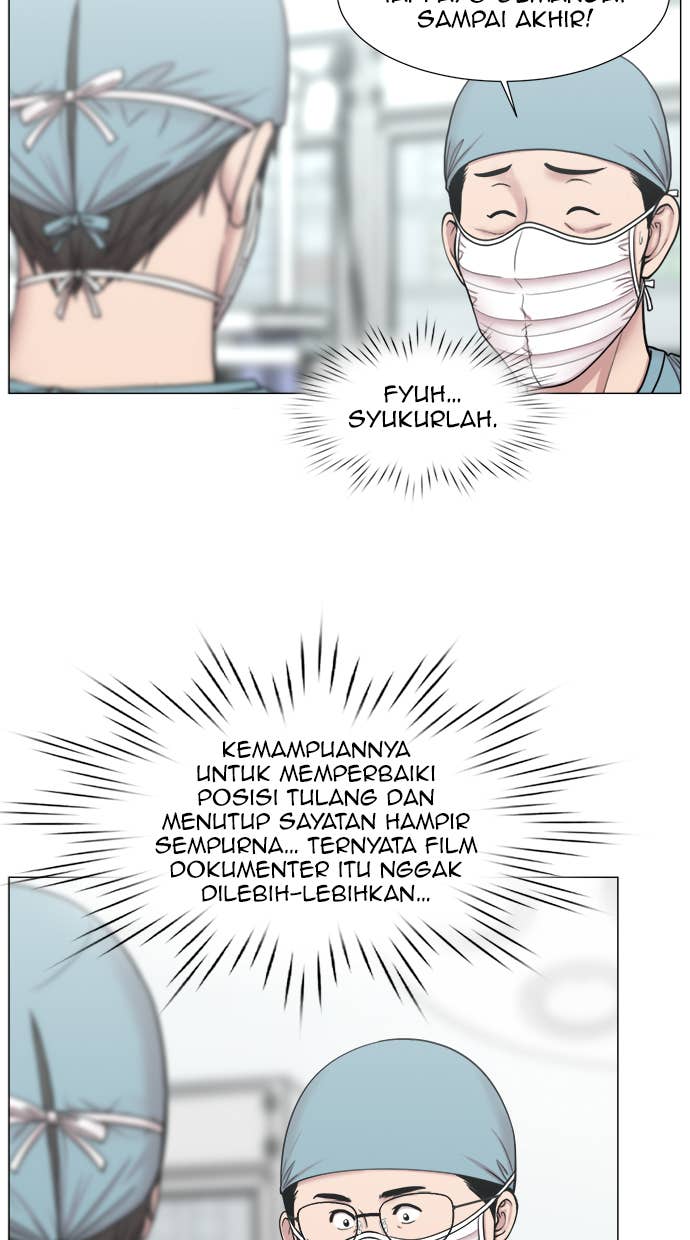 SAMPAI AKHIR!
FYUH...
SYUKURLAH.
KEMAMPUANNYA
UNTUK MEMPERBAIKI
POSISI TULANG DAN
MENUTUP SAYATAN HAMPIR
SEMPURNA... TERNYATA FILM
DOKUMENTER ITU NGGAK
DILEBIH-LEBIHKAN...